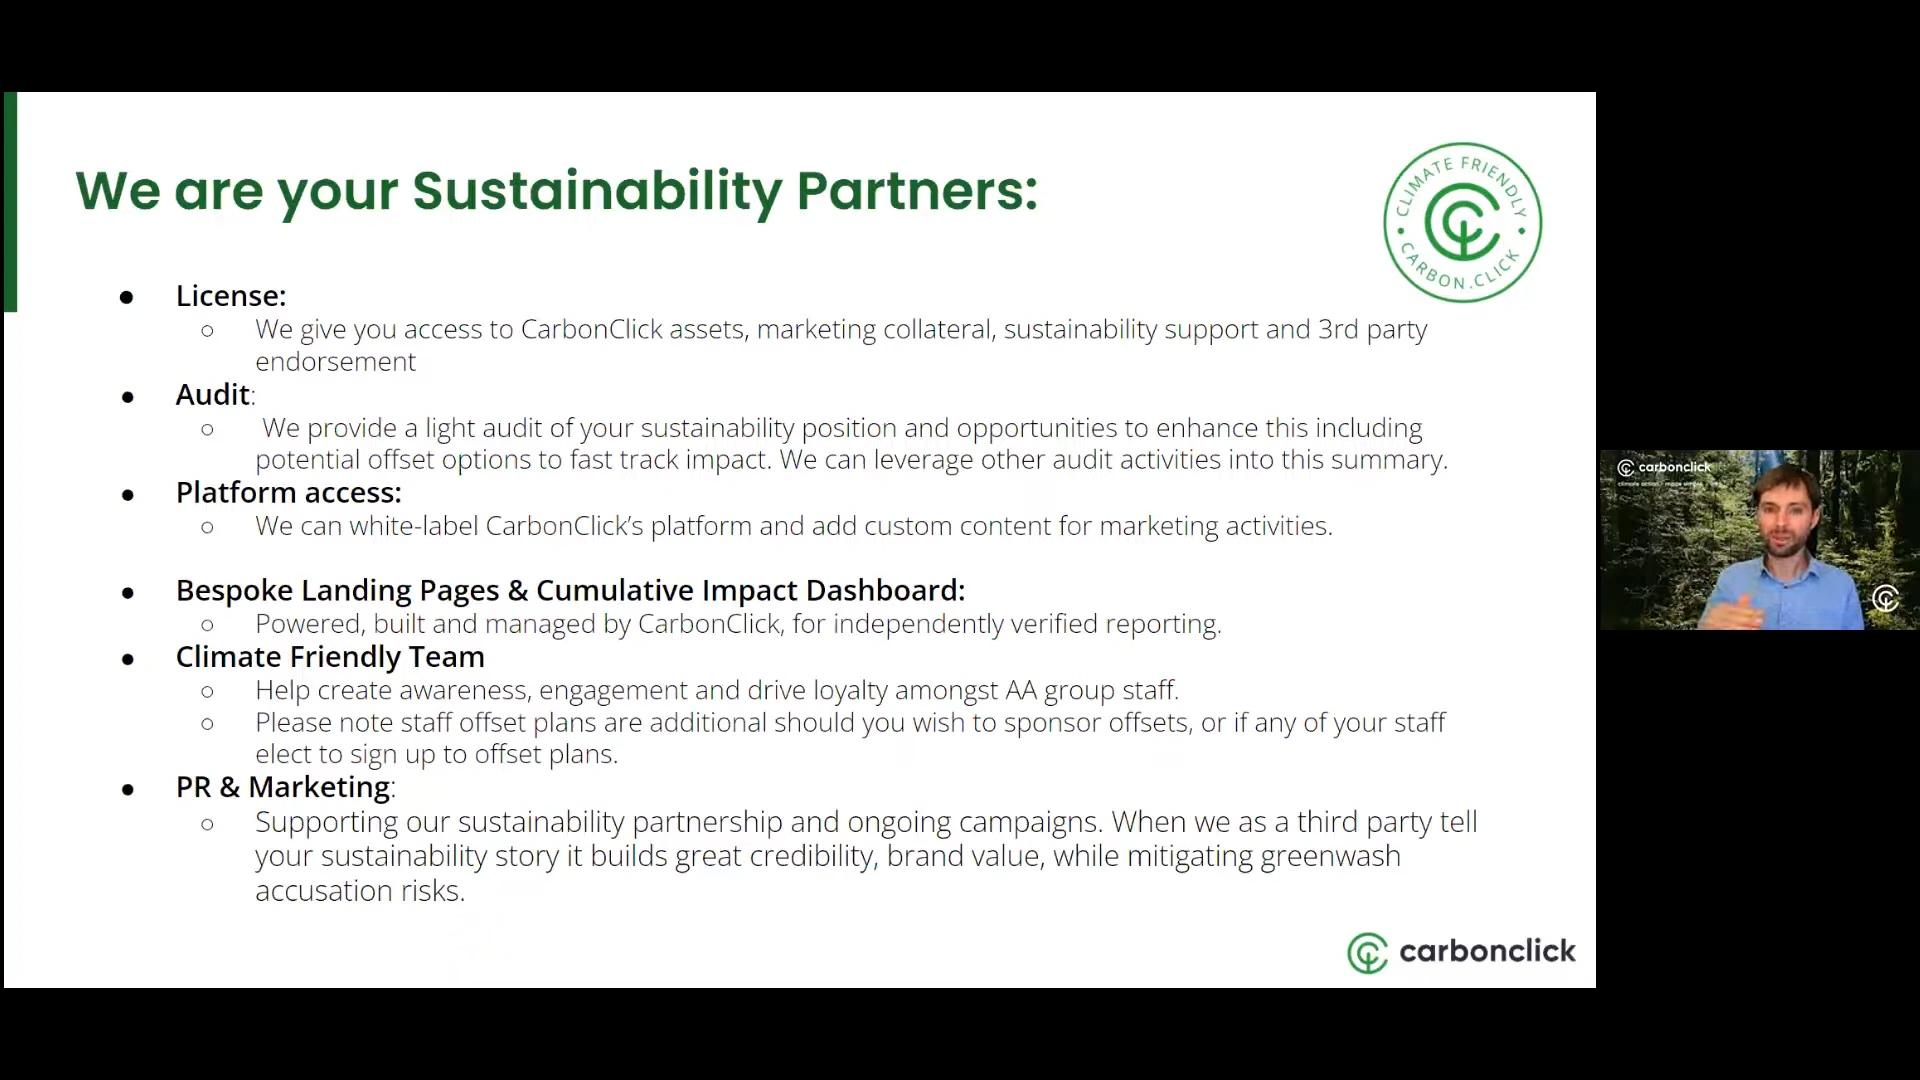 We are your Sustainability Partners:
CLIMATE FRIENDLY
CARBON.CLICK
● License:
○ We give you access to CarbonClick assets, marketing collateral, sustainability support and 3rd party
endorsement
● Audit:
○ We provide a light audit of your sustainability position and opportunities to enhance this including
potential offset options to fast track impact. We can leverage other audit activities into this summary.
● Platform access:
○ We can white-label CarbonClick’s platform and add custom content for marketing activities.
● Bespoke Landing Pages & Cumulative Impact Dashboard:
○ Powered, built and managed by CarbonClick, for independently verified reporting.
● Climate Friendly Team
○ Help create awareness, engagement and drive loyalty amongst AA group staff.
○ Please note staff offset plans are additional should you wish to sponsor offsets, or if any of your staff
elect to sign up to offset plans.
● PR & Marketing:
○ Supporting our sustainability partnership and ongoing campaigns. When we as a third party tell
your sustainability story it builds great credibility, brand value, while mitigating greenwash
accusation risks.
carbonclick
carbonclick